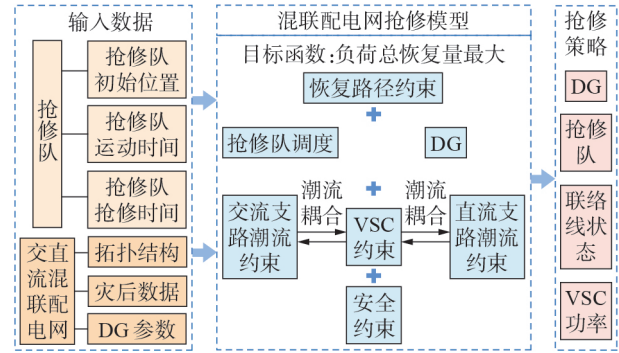 输入数据
抢修队
抢修队
初始位置
抢修队
运动时间
抢修队
抢修时间
交直
流混
联配
电网
拓扑结构
灾后数据
DG参数
混联配电网抢修模型
目标函数:负荷总恢复量最大
恢复路径约束
+
抢修队调度
DG
+
交流支
路潮流
约束
潮流
耦合
VSC
约束
潮流
耦合
直流支
路潮流
约束
+
安全
约束
抢修
策略
DG
抢修
队
联络
线状
态
VSC
功率